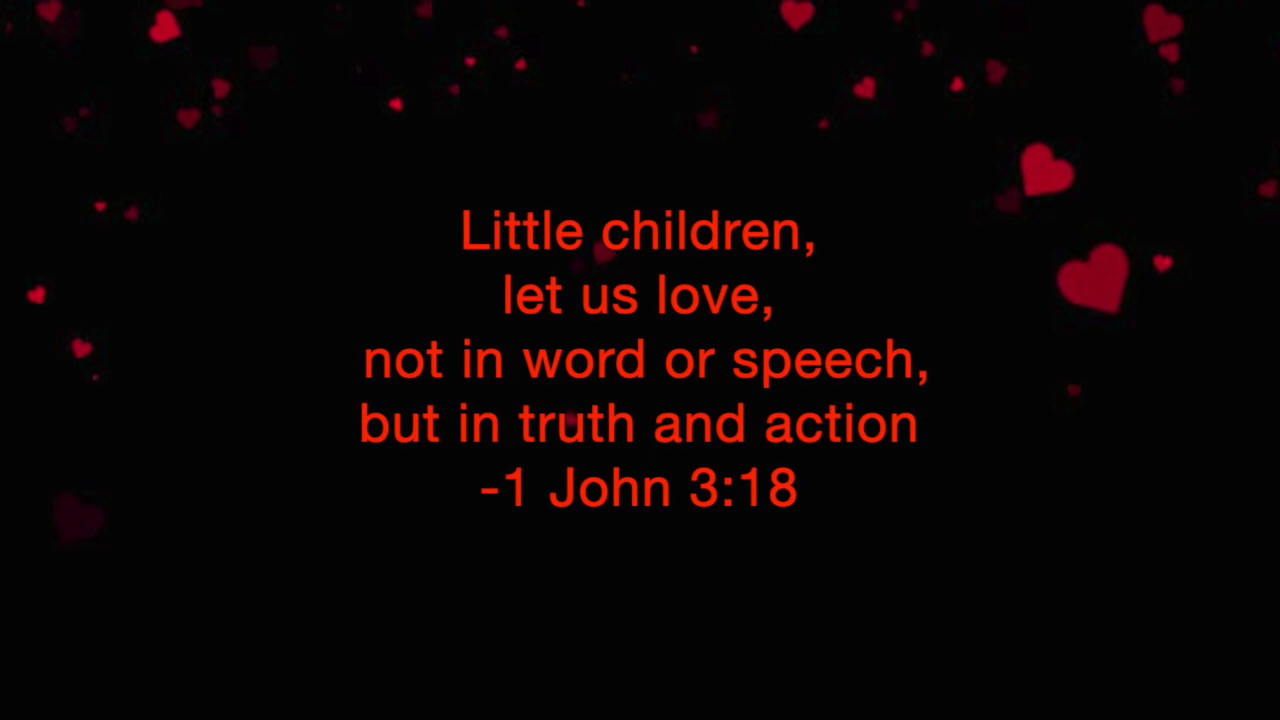 Little children,
let us love,
not in word or speech,
but in truth and action
-1 John 3:18